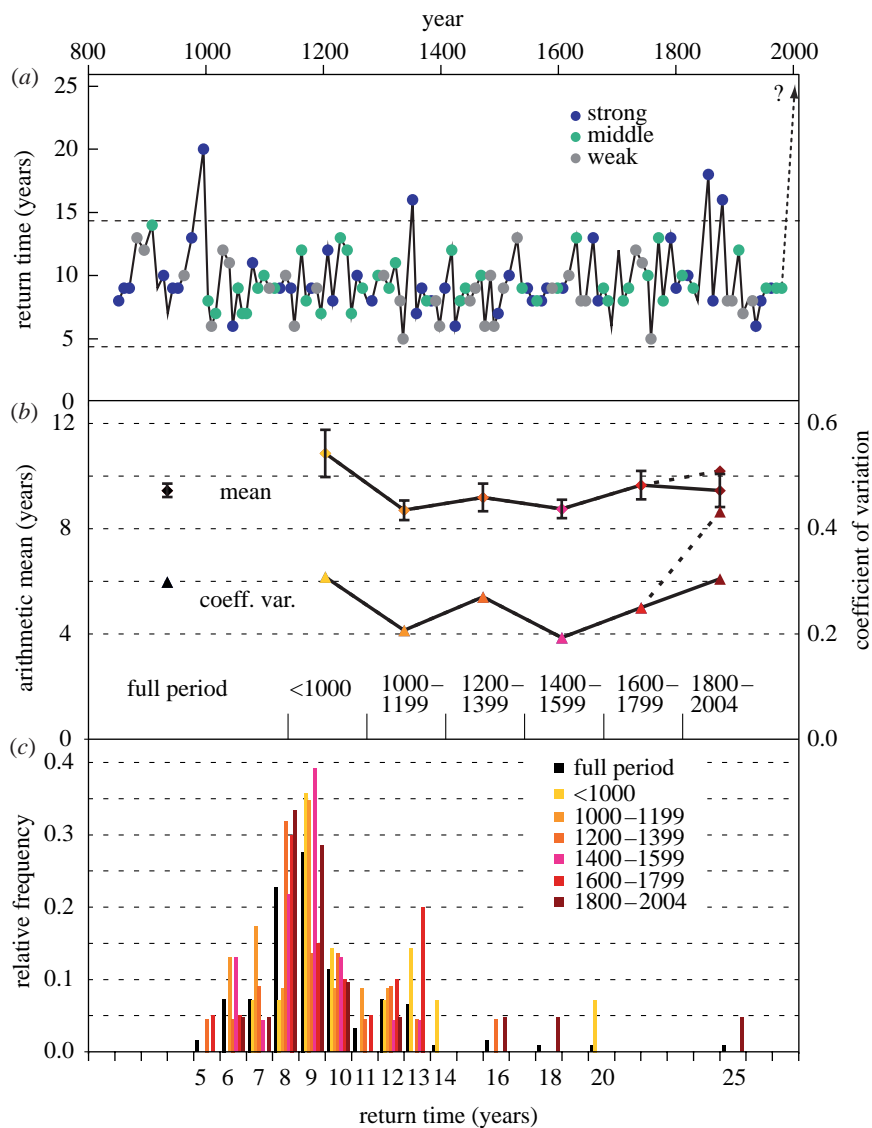 year
800 1000 1200 1400 1600 1800 2000
(a)
25
20
15
10
5
0
return time (years)
?
strong
middle
weak
(b)
12
10
8
6
4
0
arithmetic mean (years)
0.6
0.4
0.2
0.0
coefficient of variation
mean
coeff. var.
full period
<1000
1000–
1199
1200–
1399
1400–
1599
1600–
1799
1800–
2004
(c)
0.4
0.3
0.2
0.1
0.0
relative frequency
full period
<1000
1000–1199
1200–1399
1400–1599
1600–1799
1800–2004
5 6 7 8 9 10 11 12 13 14 16 18 20 25
return time (years)